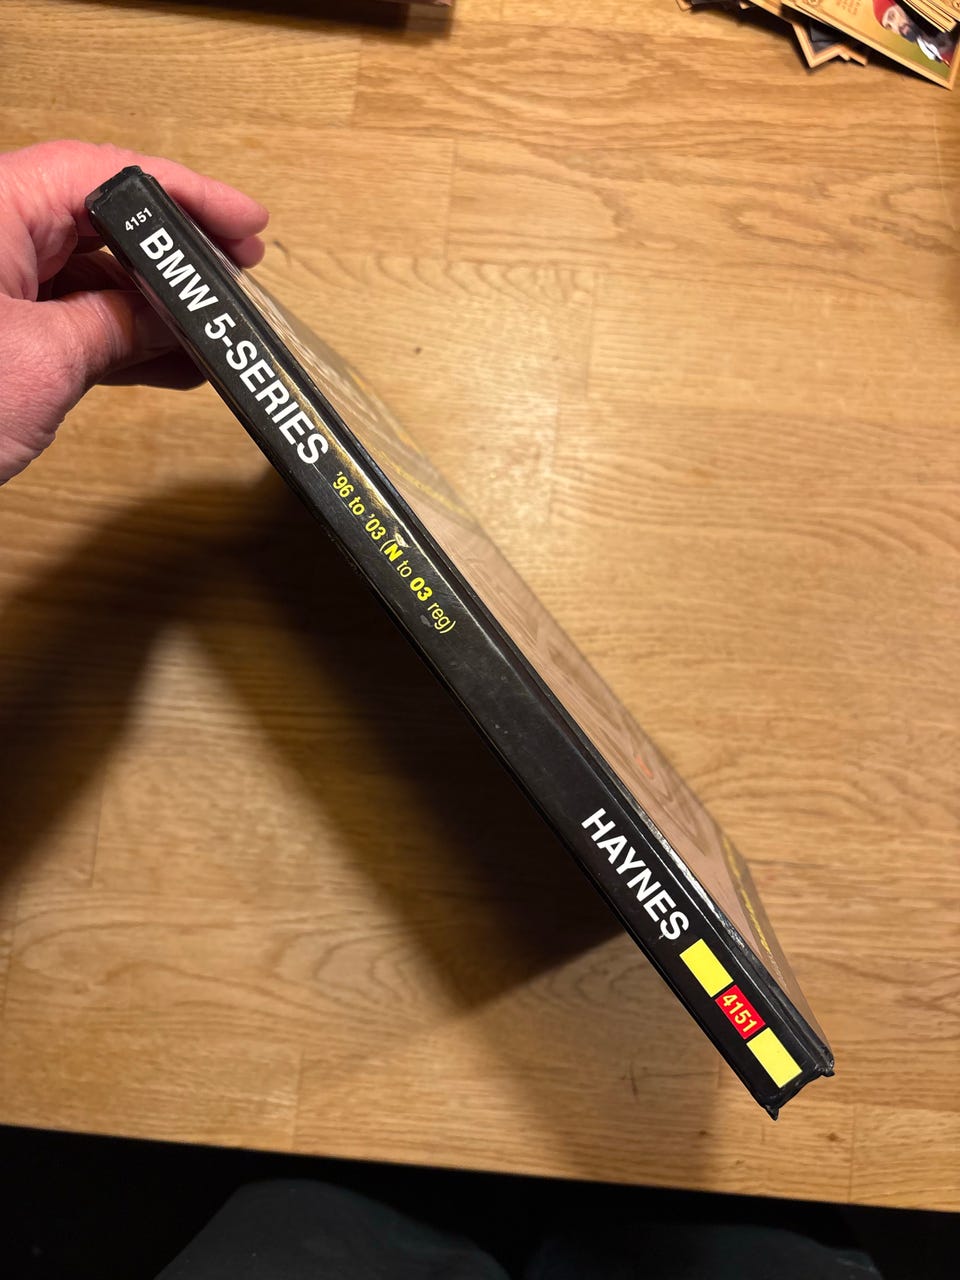 4151
BMW 5-SERIES
'96 to '03 (N to 03 reg)
HAYNES
4151